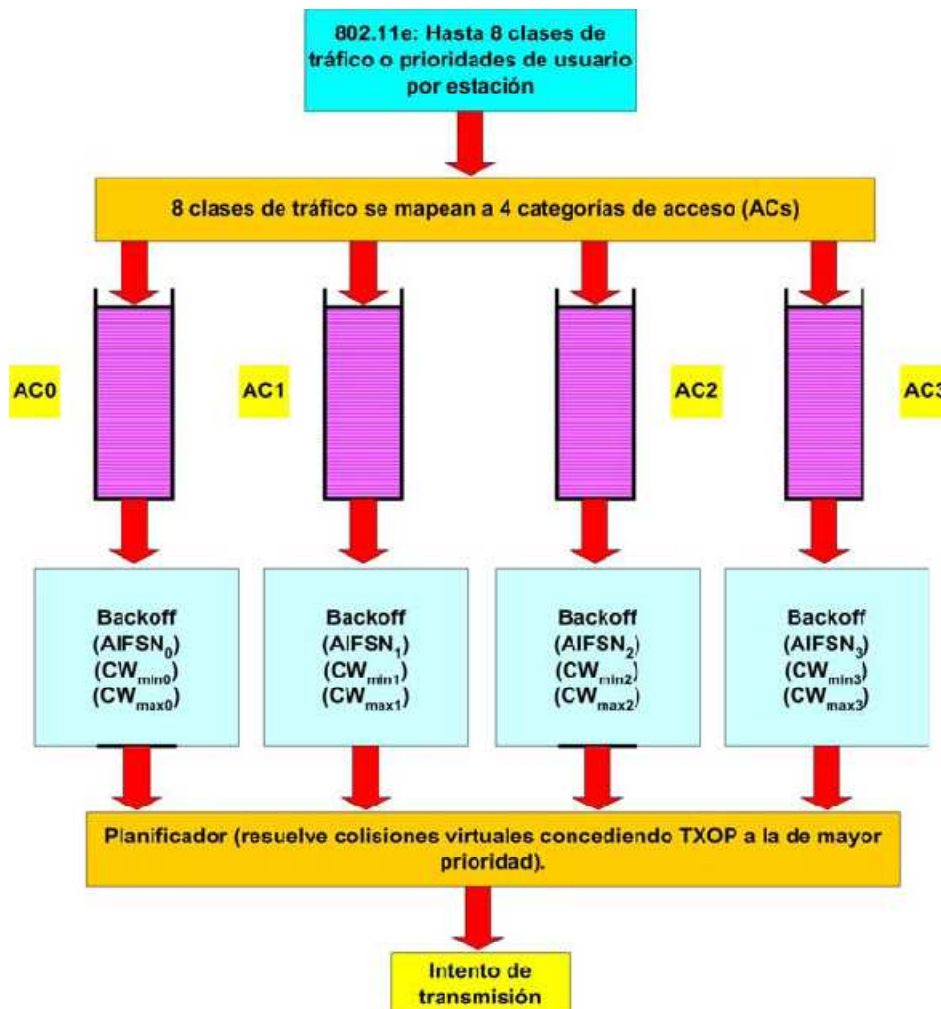 802.11e: Hasta 8 clases de
tráfico o prioridades de usuario
por estación
8 clases de tráfico se mapean a 4 categorías de acceso (ACs)
AC0
AC1
AC2
AC3
Backoff
(AIFSN0)
(CWmin0)
(CWmax0)
Backoff
(AIFSN1)
(CWmin1)
(CWmax1)
Backoff
(AIFSN2)
(CWmin2)
(CWmax2)
Backoff
(AIFSN3)
(CWmin3)
(CWmax3)
Planificador (resuelve colisiones virtuales concediendo TXOP a la de mayor
prioridad).
Intento de
transmisión